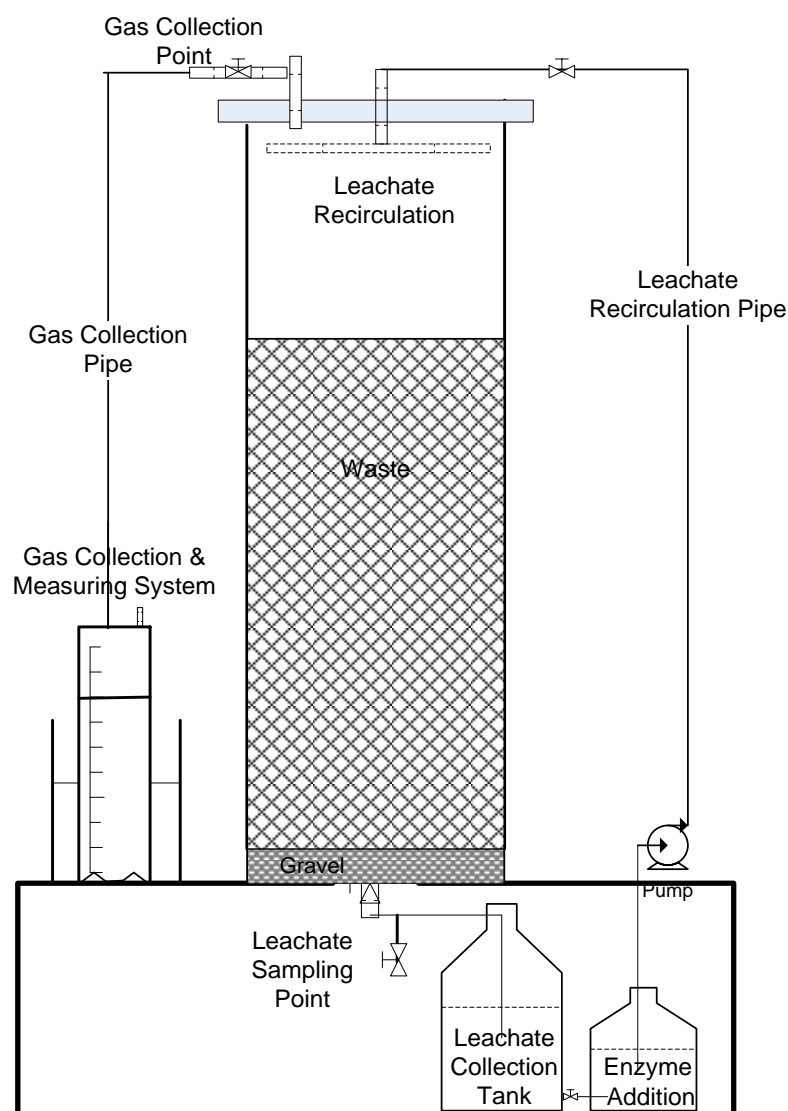 Gas Collection
Point
Leachate
Recirculation
Leachate
Recirculation Pipe
Gas Collection
Pipe
Waste
Gas Collection &
Measuring System
Gravel
Pump
Leachate
Sampling
Point
Leachate
Collection
Tank
Enzyme
Addition